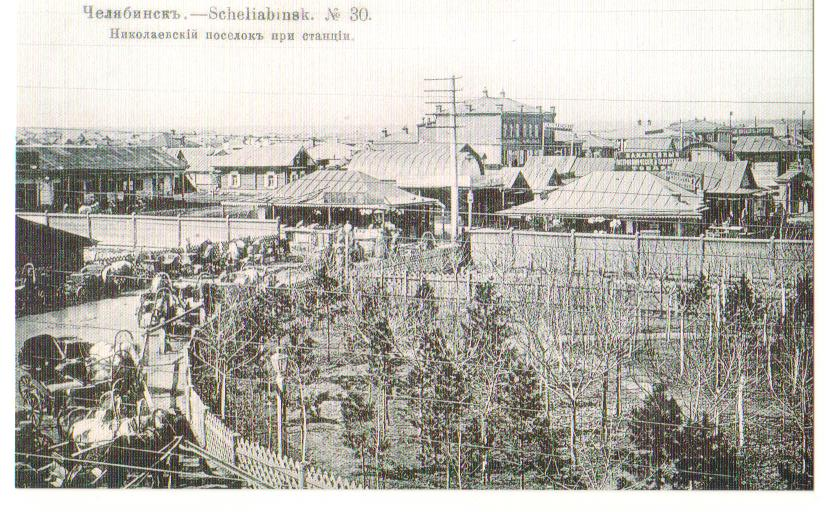 Челябинскъ.—Scheliabinsk. № 30.
Николаевскій поселокъ при станціи.